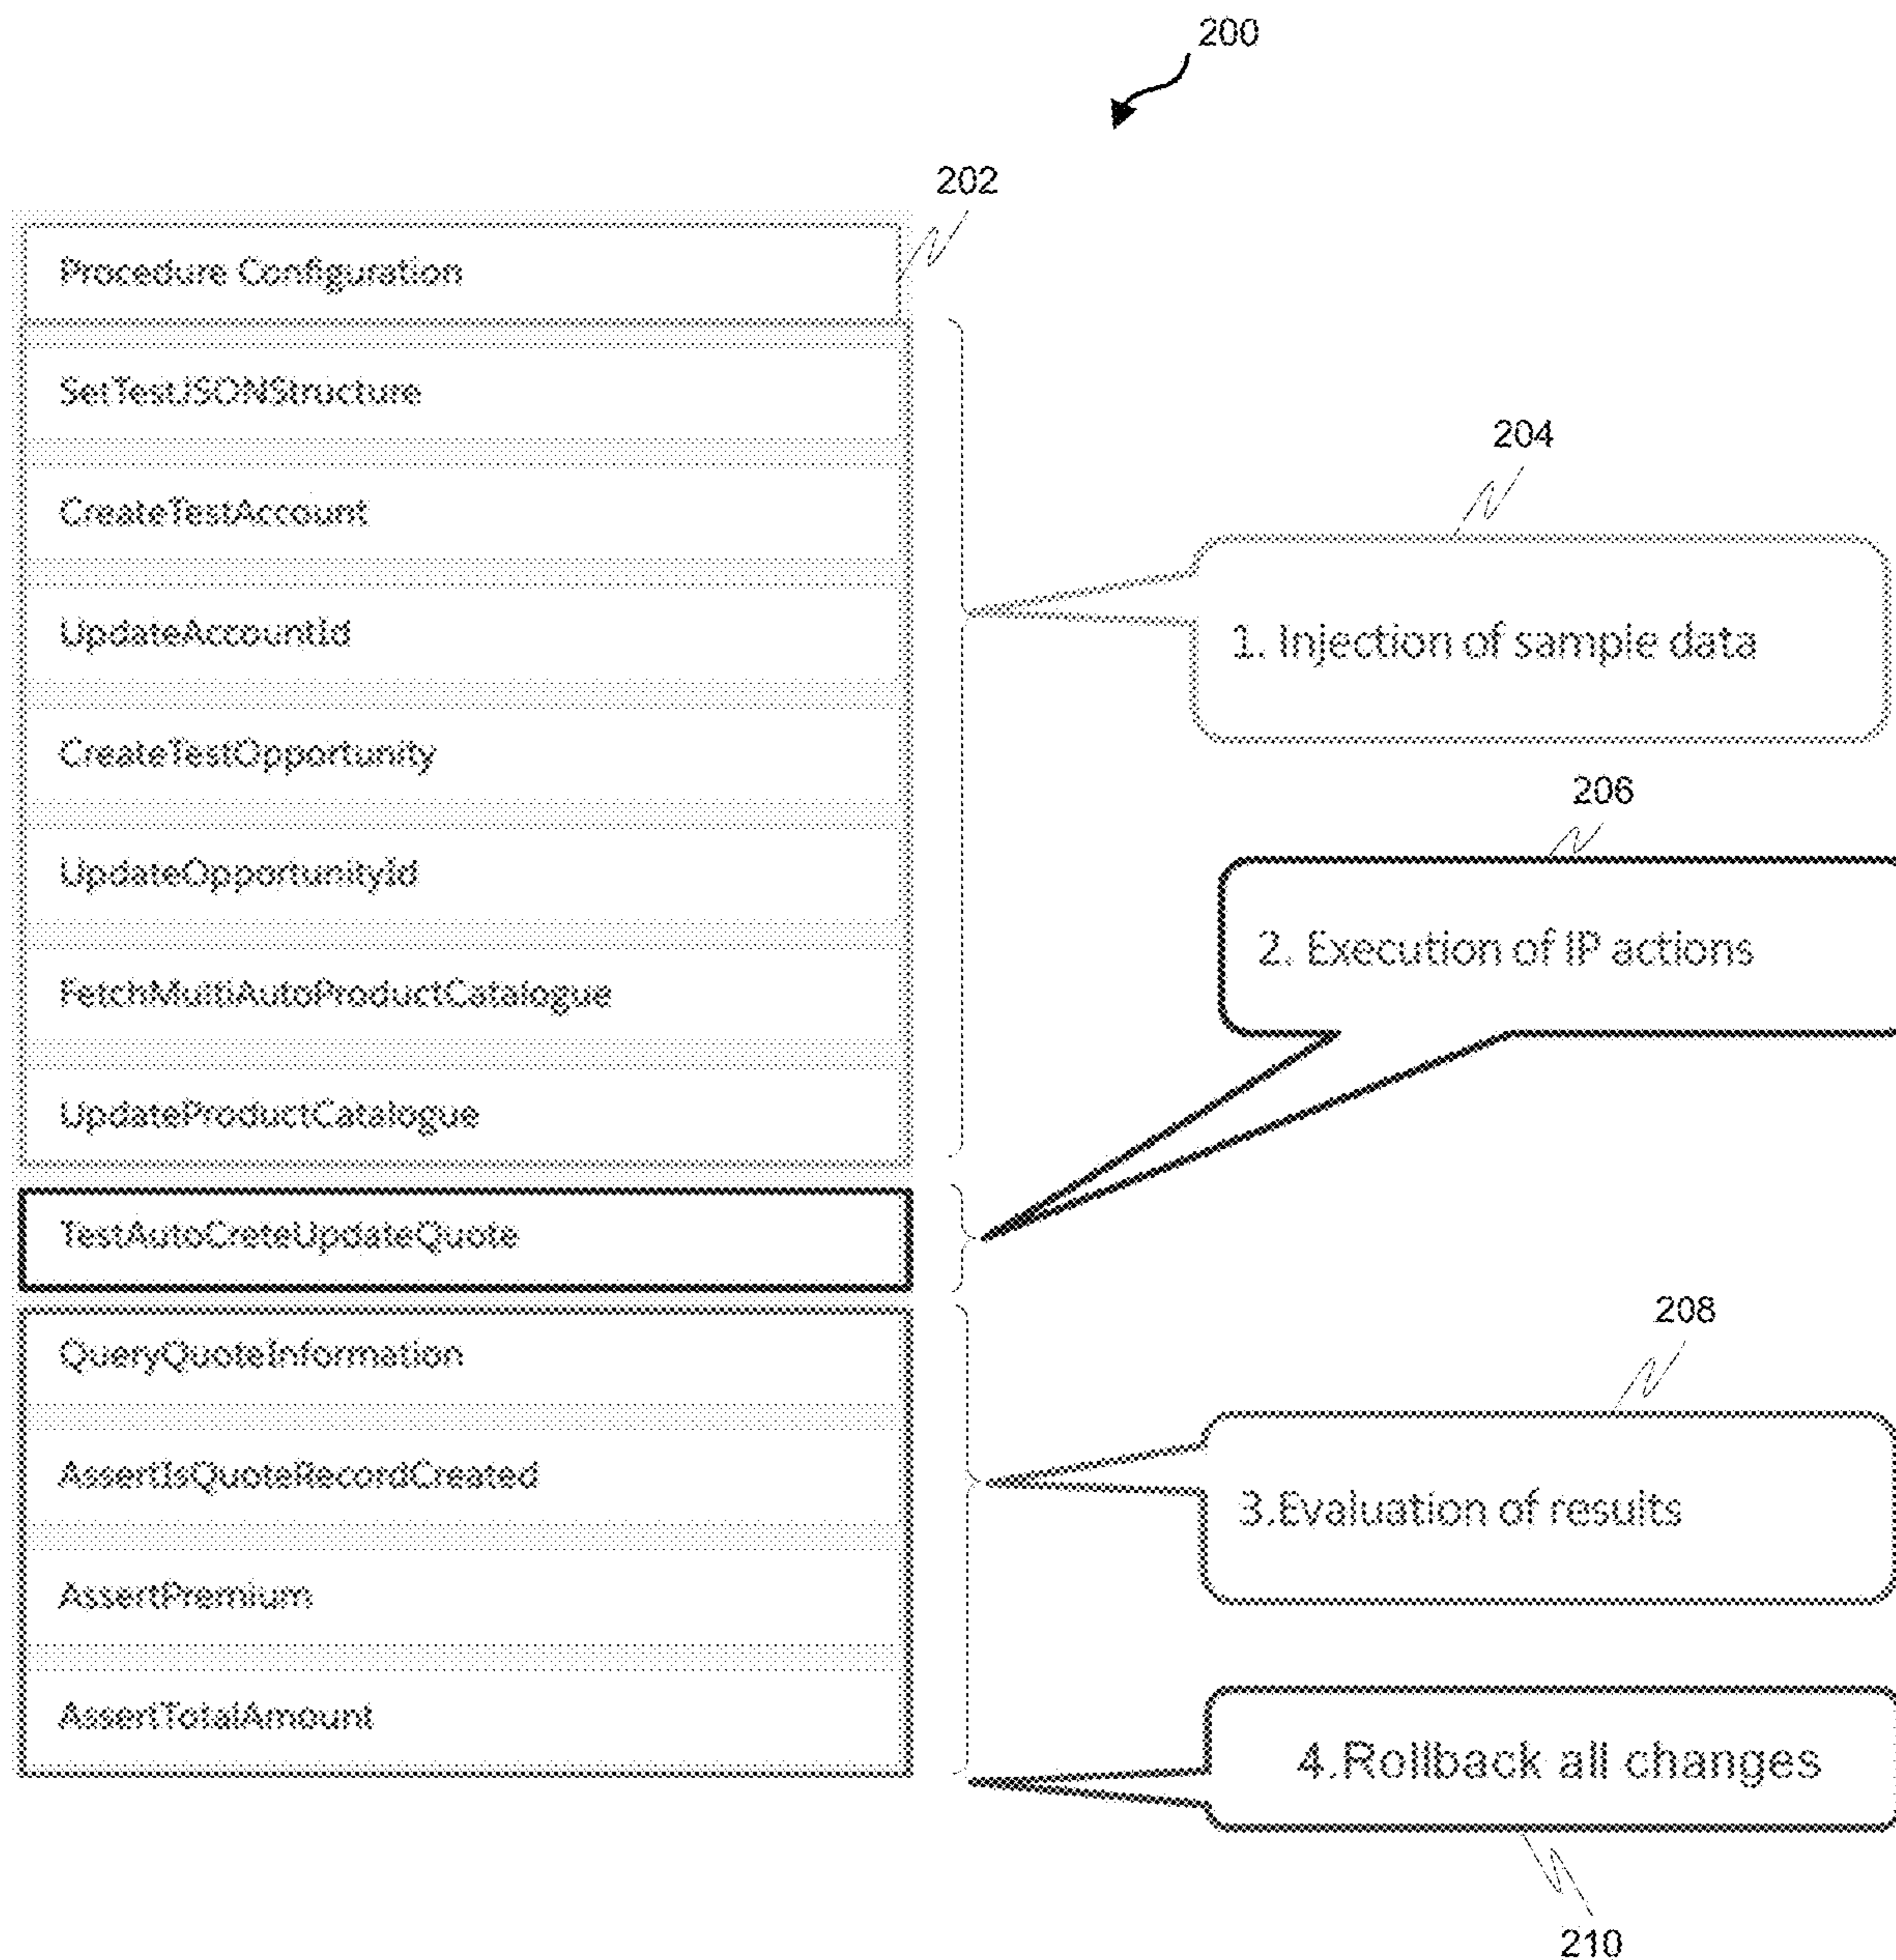 200
202
Procedure Configuration
SetTestJSONStructure
CreateTestAccount
UpdateAccountId
CreateTestOpportunity
UpdateOpportunityId
FetchMultiAutoProductCatalogue
UpdateProductCatalogue
TestAutoCreteUpdateQuote
QueryQuoteInformation
AssertIsQuoteRecordCreated
AssertPremium
AssertTotalAmount
204
1. Injection of sample data
206
2. Execution of IP actions
208
3.Evaluation of results
4.Rollback all changes
210